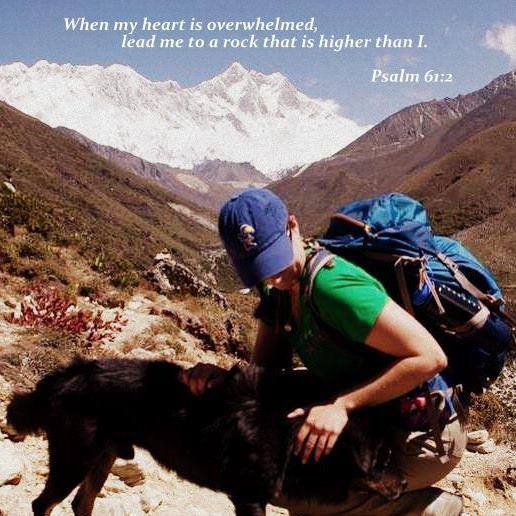 When my heart is overwhelmed,
lead me to a rock that is higher than I.
Psalm 61:2